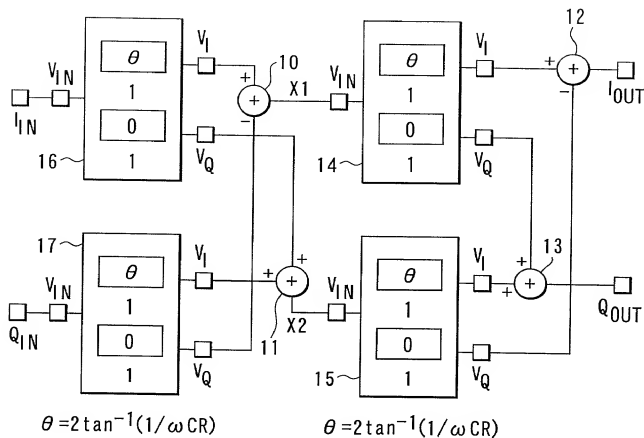 12
V_I
V_I
10
V_IN
θ
+
X1
V_IN
θ
+
+
I_OUT
1
+
1
−
I_IN
0
−
0
16
1
V_Q
14
1
V_Q
17
V_I
+
V_I
+
13
V_IN
θ
+
+
V_IN
θ
+
+
1
1
Q_OUT
Q_IN
0
11
X2
0
1
V_Q
15
1
V_Q
θ=2tan⁻¹(1/ωCR)
θ=2tan⁻¹(1/ωCR)